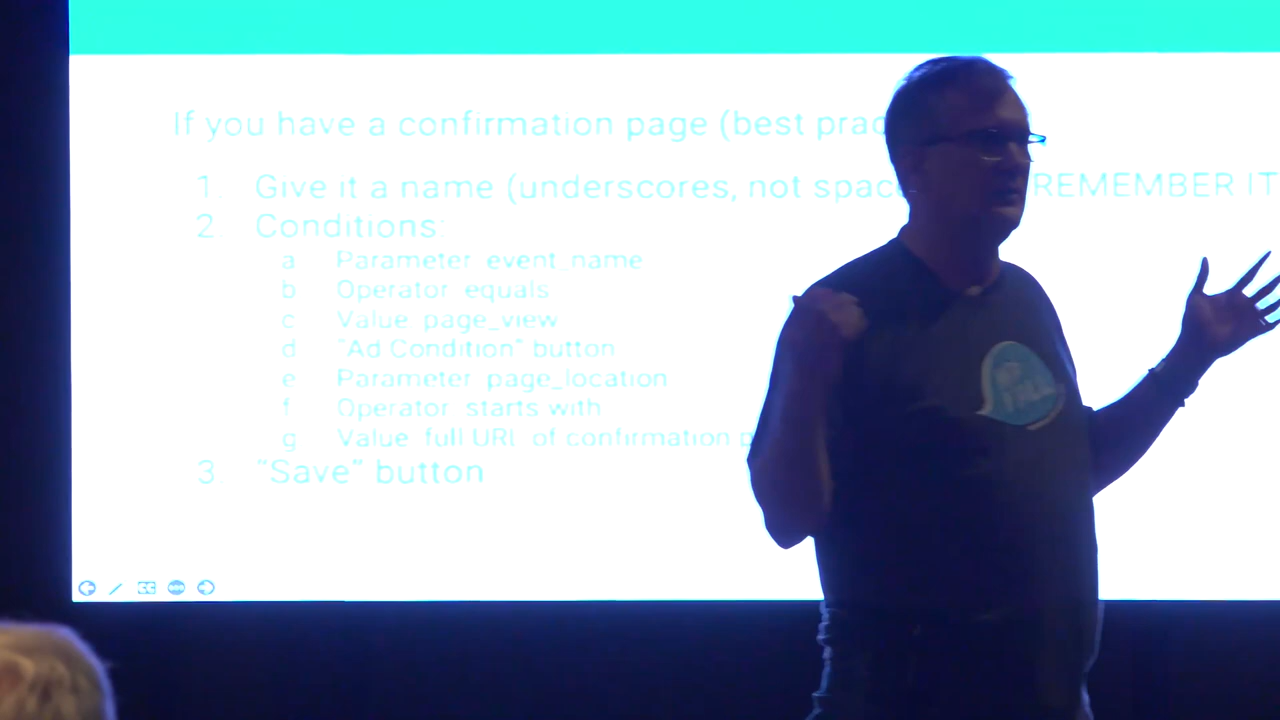 If you have a confirmation page (best
1. Give it a name (underscores, not REMEMBER IT
2 Conditions:
a Parameter event_name
b Operator equals
c Value page_view
d "Ad Condition" button
e Parameter page_location
f Operator starts with
g Value: full URL of confirmation
3. "Save" button
CC